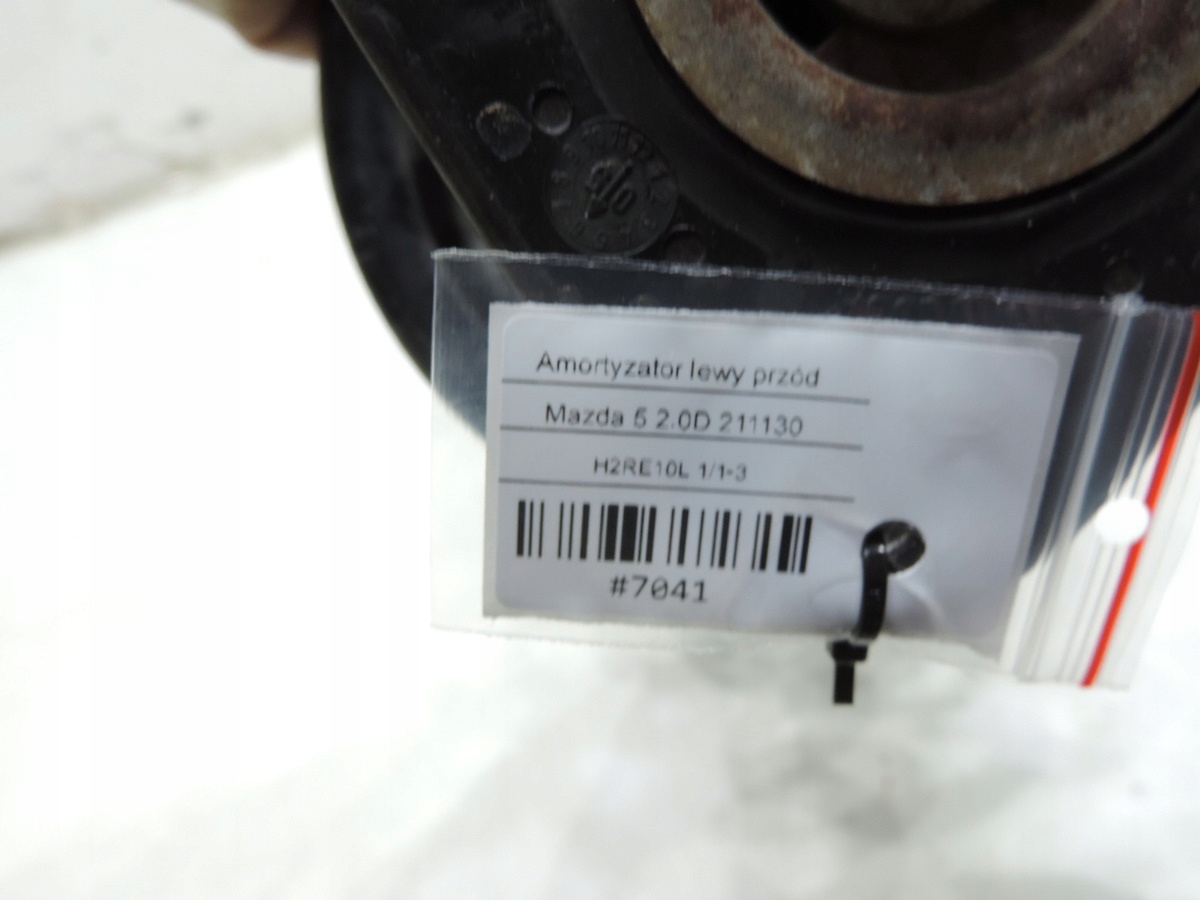 Amortyzator lewy przód
Mazda 5 2.0D 211130
H2RE10L 1/1-3
#7041